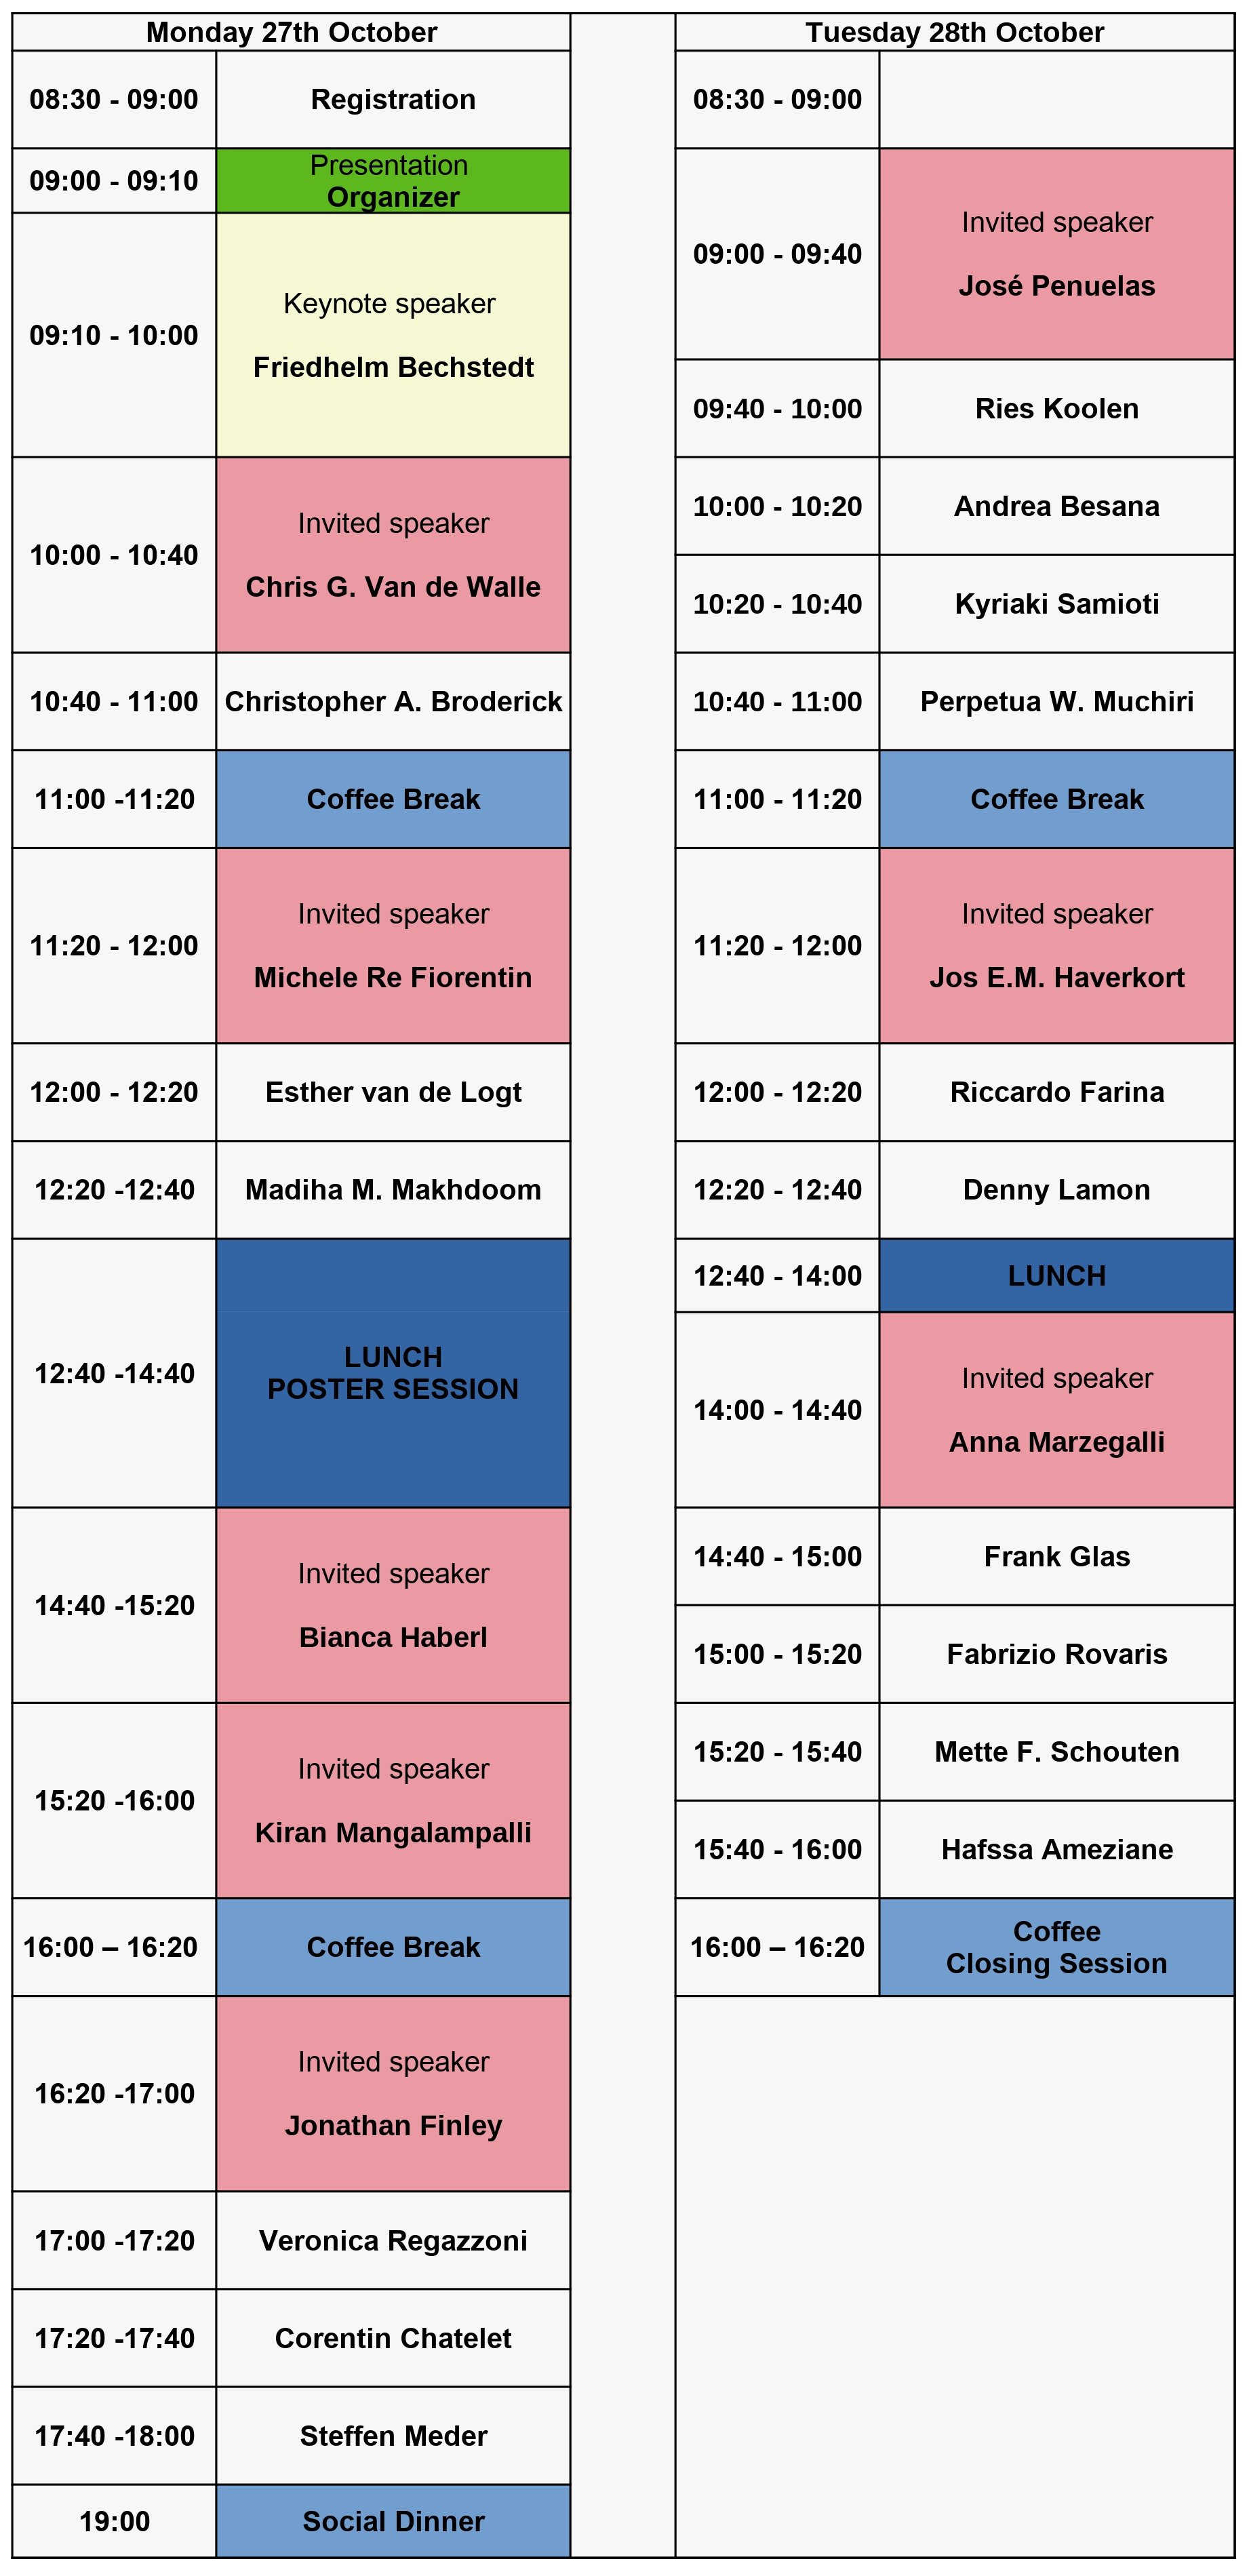 Monday 27th October
08:30 - 09:00 Registration
09:00 - 09:10 Presentation
Organizer
09:10 - 10:00 Keynote speaker
Friedhelm Bechstedt
10:00 - 10:40 Invited speaker
Chris G. Van de Walle
10:40 - 11:00 Christopher A. Broderick
11:00 -11:20 Coffee Break
11:20 - 12:00 Invited speaker
Michele Re Fiorentin
12:00 - 12:20 Esther van de Logt
12:20 -12:40 Madiha M. Makhdoom
12:40 -14:40 LUNCH
POSTER SESSION
14:40 -15:20 Invited speaker
Bianca Haberl
15:20 -16:00 Invited speaker
Kiran Mangalampalli
16:00 – 16:20 Coffee Break
16:20 -17:00 Invited speaker
Jonathan Finley
17:00 -17:20 Veronica Regazzoni
17:20 -17:40 Corentin Chatelet
17:40 -18:00 Steffen Meder
19:00 Social Dinner
Tuesday 28th October
08:30 - 09:00
09:00 - 09:40 Invited speaker
José Penuelas
09:40 - 10:00 Ries Koolen
10:00 - 10:20 Andrea Besana
10:20 - 10:40 Kyriaki Samioti
10:40 - 11:00 Perpetua W. Muchiri
11:00 - 11:20 Coffee Break
11:20 - 12:00 Invited speaker
Jos E.M. Haverkort
12:00 - 12:20 Riccardo Farina
12:20 - 12:40 Denny Lamon
12:40 - 14:00 LUNCH
14:00 - 14:40 Invited speaker
Anna Marzegalli
14:40 - 15:00 Frank Glas
15:00 - 15:20 Fabrizio Rovaris
15:20 - 15:40 Mette F. Schouten
15:40 - 16:00 Hafssa Ameziane
16:00 – 16:20 Coffee
Closing Session